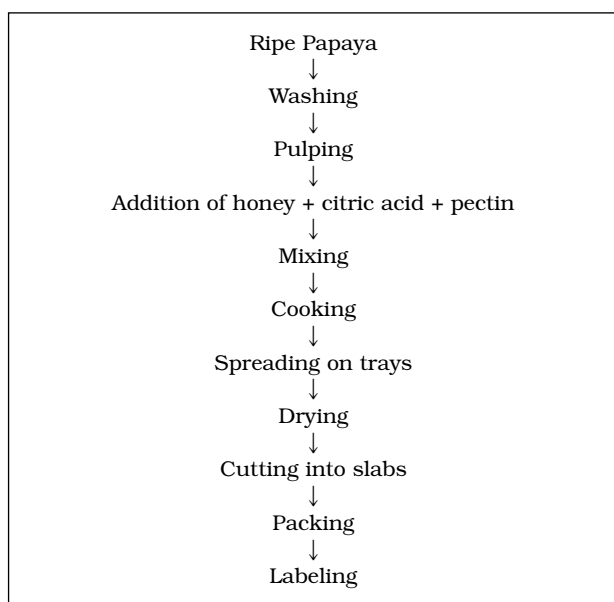 Ripe Papaya
↓
Washing
↓
Pulping
↓
Addition of honey + citric acid + pectin
↓
Mixing
↓
Cooking
↓
Spreading on trays
↓
Drying
↓
Cutting into slabs
↓
Packing
↓
Labeling